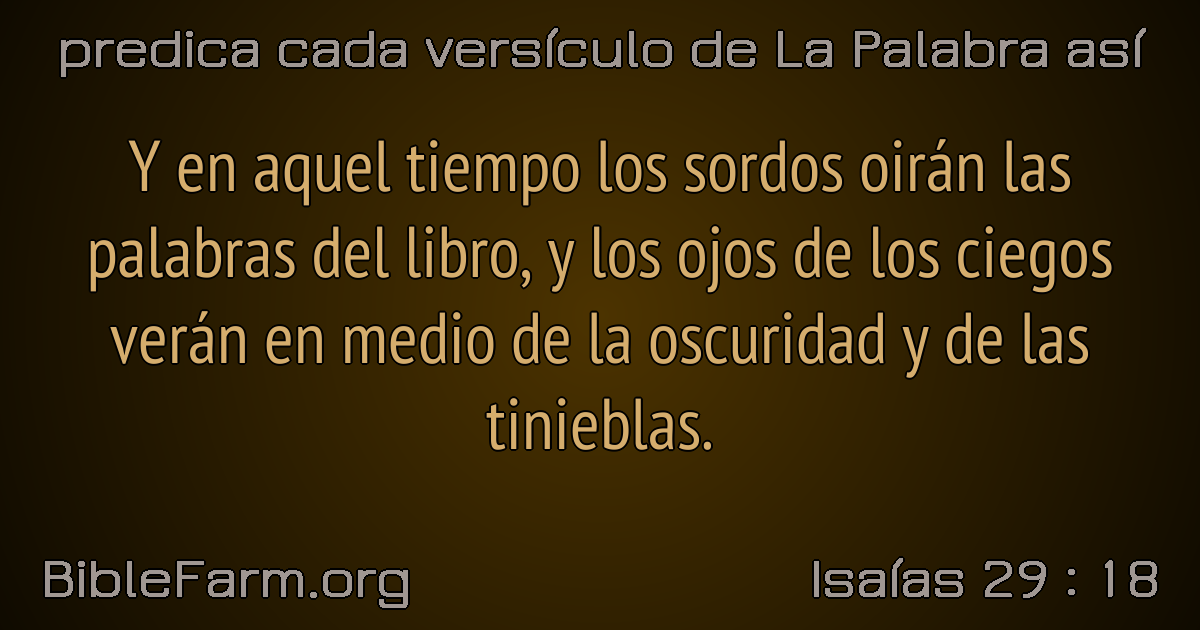 predica cada versículo de La Palabra así
Y en aquel tiempo los sordos oirán las
palabras del libro, y los ojos de los ciegos
verán en medio de la oscuridad y de las
tinieblas.
BibleFarm.org
Isaías 29 : 18